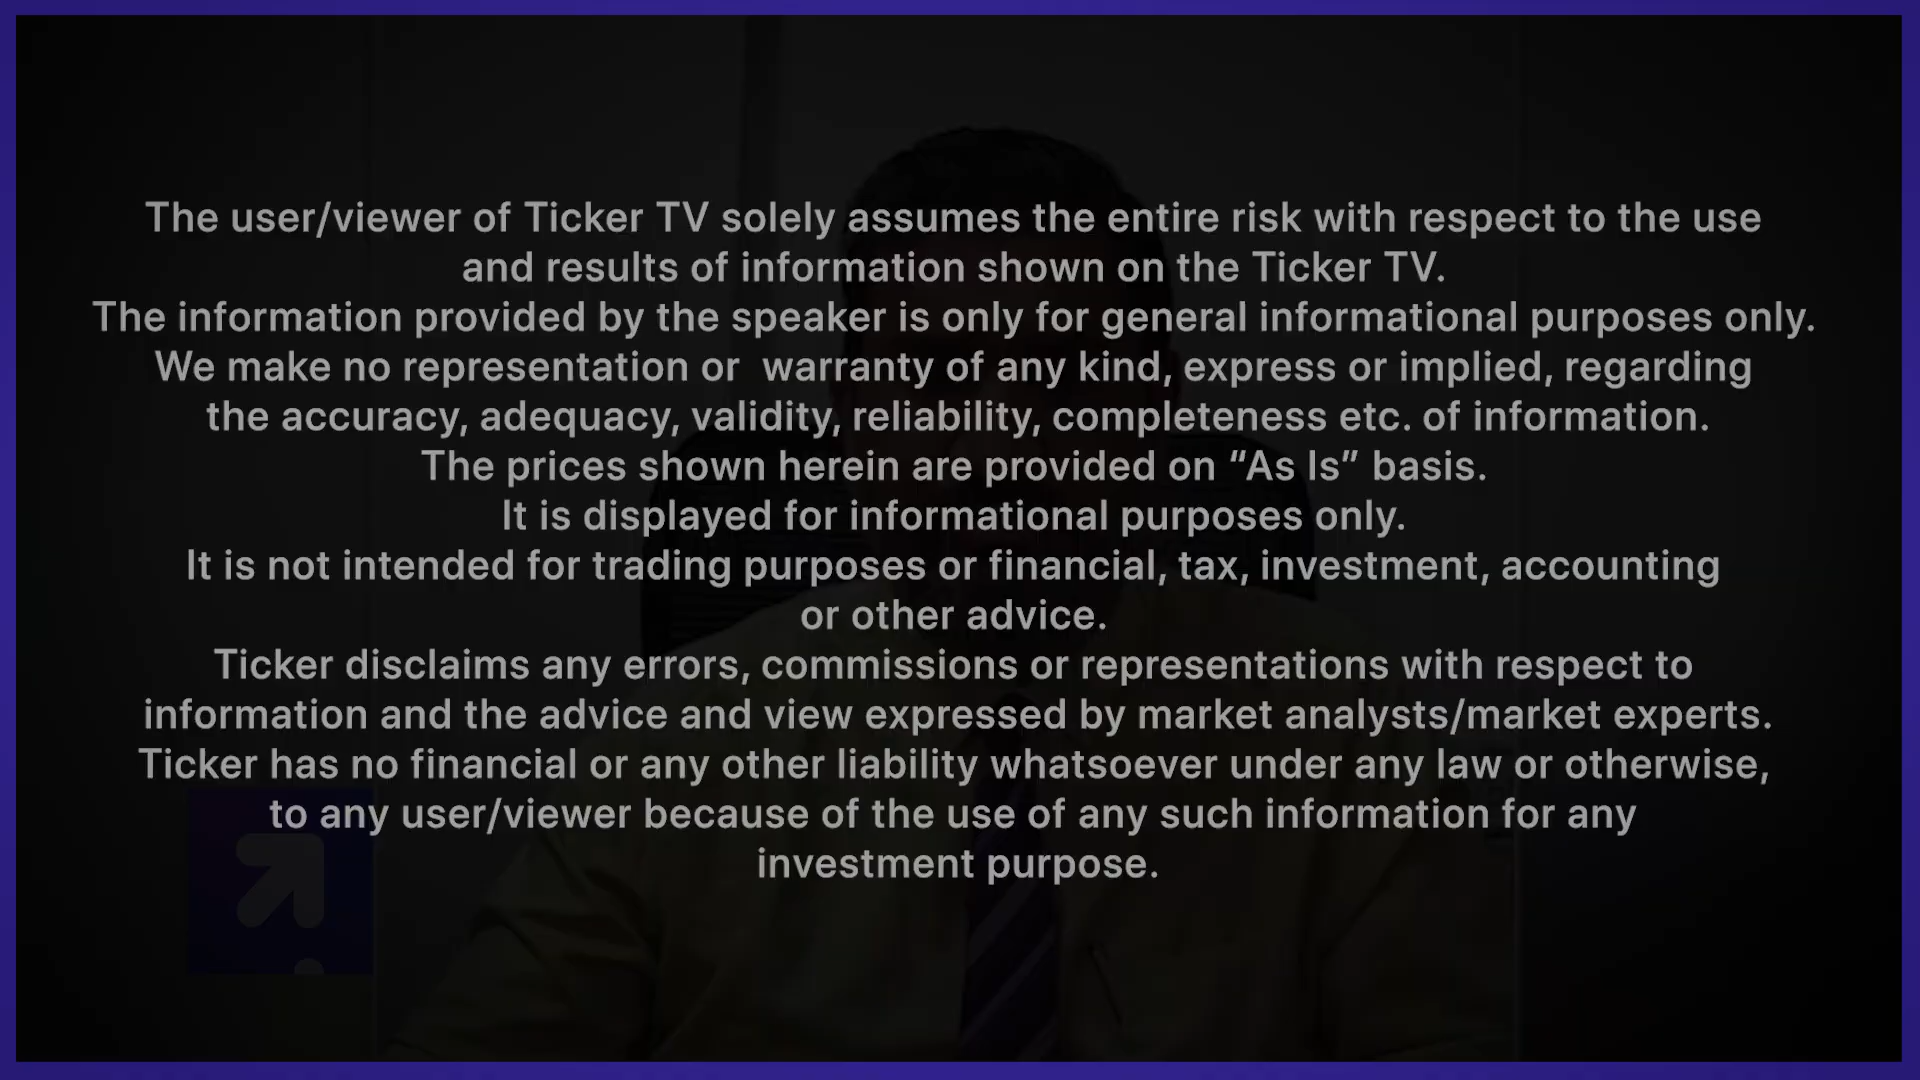 The user/viewer of Ticker TV solely assumes the entire risk with respect to the use
and results of information shown on the Ticker TV.
The information provided by the speaker is only for general informational purposes only.
We make no representation or  warranty of any kind, express or implied, regarding
the accuracy, adequacy, validity, reliability, completeness etc. of information.
The prices shown herein are provided on “As Is” basis.
It is displayed for informational purposes only.
It is not intended for trading purposes or financial, tax, investment, accounting
or other advice.
Ticker disclaims any errors, commissions or representations with respect to
information and the advice and view expressed by market analysts/market experts.
Ticker has no financial or any other liability whatsoever under any law or otherwise,
to any user/viewer because of the use of any such information for any
investment purpose.